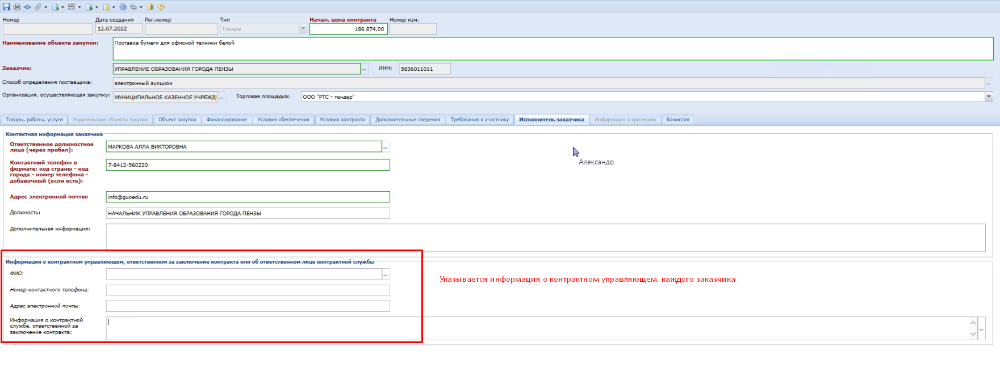 Номер
Дата создания
Рег.номер
Тип
Начал. цена контракта
Номер изм.
12.07.2022
Товары
186 874,00
Наименование объекта закупки:
Поставка бумаги для офисной техники белой
Заказчик:
УПРАВЛЕНИЕ ОБРАЗОВАНИЯ ГОРОДА ПЕНЗЫ
...
ИНН:
5836011011
Способ определения поставщика:
электронный аукцион
...
Организация, осуществляющая закупку:
МУНИЦИПАЛЬНОЕ КАЗЕННОЕ УЧРЕЖДІ
...
Торговая площадка:
ООО "РТС - тендер"
Товары, работы, услуги
Родительские объекты закупки
Объект закупки
Финансирование
Условия обеспечения
Условия контракта
Дополнительные сведения
Требования к участнику
Исполнитель заказчика
Информация о критериях
Комиссия
Контактная информация заказчика
Ответственное должностное
лицо (через пробел):
МАРКОВА АЛЛА ВИКТОРОВНА
...
Александр
Контактный телефон в
формате: код страны - код
города - номер телефона -
добавочный (если есть):
7-8412-560220
Адрес электронной почты:
info@guoedu.ru
Должность:
НАЧАЛЬНИК УПРАВЛЕНИЯ ОБРАЗОВАНИЯ ГОРОДА ПЕНЗЫ
Дополнительная информация:
Информация о контрактном управляющем, ответственном за заключение контракта или об ответственном лице контрактной службы
ФИО:
...
Указывается информация о контрактном управляющем. каждого заказчика
Номер контактного телефона:
Адрес электронной почты:
Информация о контрактной
службе, ответственной за
заключение контракта:
...